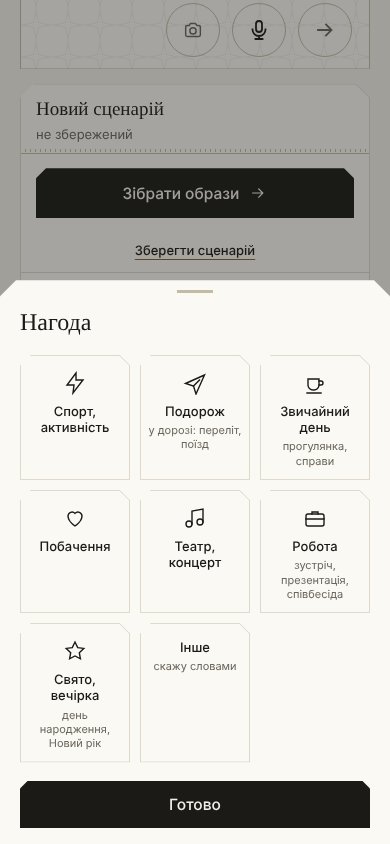 Новий сценарій
не збережений
Зібрати образи →
Зберегти сценарій
Нагода
Спорт,
активність
Подорож
у дорозі: переліт,
поїзд
Звичайний
день
прогулянка,
справи
Побачення
Театр,
концерт
Робота
зустріч,
презентація,
співбесіда
Свято,
вечірка
день
народження,
Новий рік
Інше
скажу словами
Готово